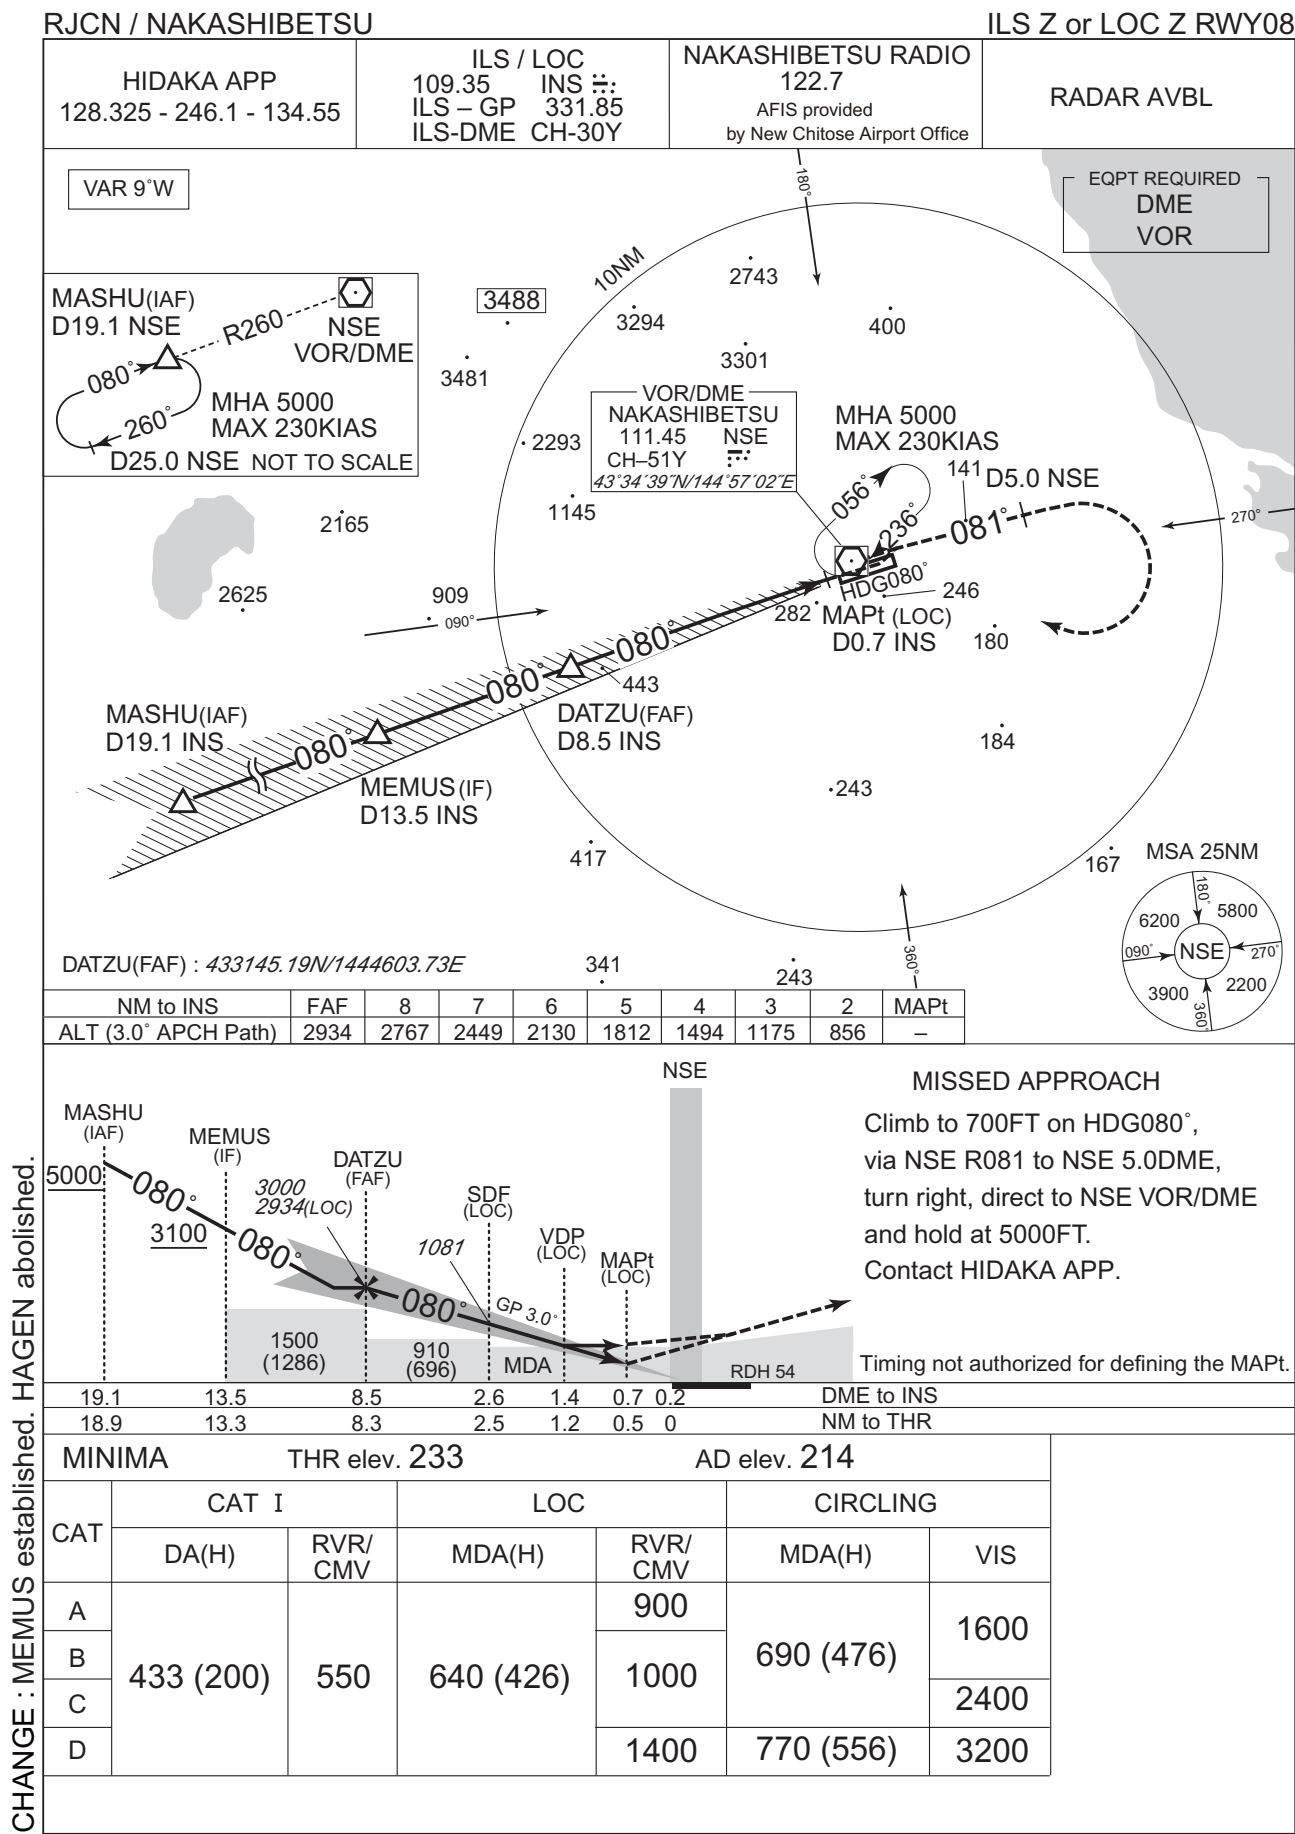 RJCN / NAKASHIBETSU
ILS Z or LOC Z RWY08
HIDAKA APP
128.325 - 246.1 - 134.55
ILS / LOC
109.35 INS
ILS – GP 331.85
ILS-DME CH-30Y
NAKASHIBETSU RADIO
122.7
AFIS provided
by New Chitose Airport Office
RADAR AVBL
VAR 9°W
EQPT REQUIRED
DME
VOR
180°
10NM
2743
3294
400
3301
3488
3481
2293
1145
MASHU(IAF)
D19.1 NSE
R260
NSE
VOR/DME
080°
260°
MHA 5000
MAX 230KIAS
D25.0 NSE NOT TO SCALE
VOR/DME
NAKASHIBETSU
111.45 NSE
CH–51Y
43°34′39″N/144°57′02″E
MHA 5000
MAX 230KIAS
056°
236°
141
D5.0 NSE
081°
270°
2165
2625
909
090°
HDG080°
282
246
MAPt (LOC)
D0.7 INS
180
080°
080°
443
MASHU(IAF)
D19.1 INS
080°
DATZU(FAF)
D8.5 INS
MEMUS(IF)
D13.5 INS
184
243
417
167
MSA 25NM
180°
6200
5800
090°
NSE
270°
3900
2200
360°
360°
DATZU(FAF) : 433145.19N/1444603.73E
341
243
NM to INS FAF 8 7 6 5 4 3 2 MAPt
ALT (3.0° APCH Path) 2934 2767 2449 2130 1812 1494 1175 856 –
NSE
MASHU
(IAF)
MEMUS
(IF)
DATZU
(FAF)
SDF
(LOC)
VDP
(LOC)
MAPt
(LOC)
5000
080°
3100
080°
3000
2934(LOC)
1081
080°
GP 3.0°
1500
(1286)
910
(696)
MDA
RDH 54
MISSED APPROACH
Climb to 700FT on HDG080°,
via NSE R081 to NSE 5.0DME,
turn right, direct to NSE VOR/DME
and hold at 5000FT.
Contact HIDAKA APP.
Timing not authorized for defining the MAPt.
19.1 13.5 8.5 2.6 1.4 0.7 0.2 DME to INS
18.9 13.3 8.3 2.5 1.2 0.5 0 NM to THR
MINIMA THR elev. 233 AD elev. 214
CAT CAT I LOC CIRCLING
DA(H) RVR/CMV MDA(H) RVR/CMV MDA(H) VIS
A 433 (200) 550 640 (426) 900 690 (476) 1600
B 1000
C 2400
D 1400 770 (556) 3200
CHANGE : MEMUS established. HAGEN abolished.